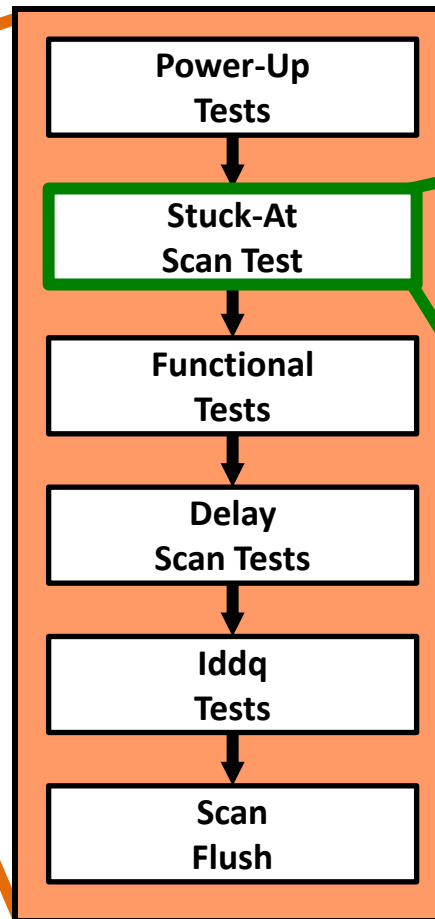 Power-Up
Tests
Stuck-At
Scan Test
Functional
Tests
Delay
Scan Tests
Iddq
Tests
Scan
Flush